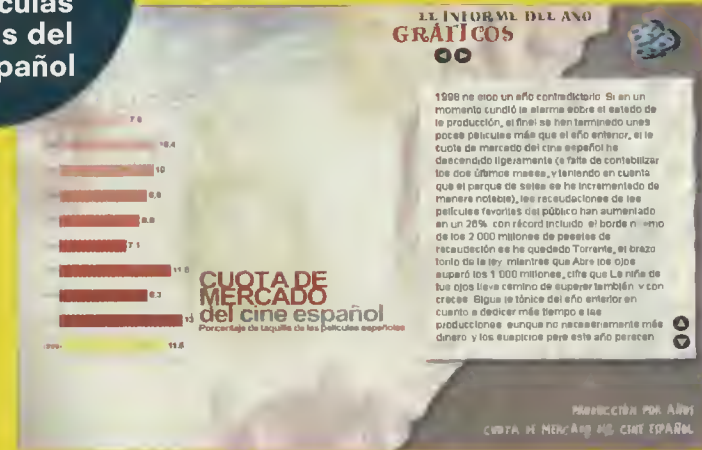 culas
s del
pañol
EL INFORME DEL AÑO
GRÁFICOS
7.8
10.4
10
9.8
8.8
7.1
11.8
9.3
13
11.8
CUOTA DE
MERCADO
del cine español
Porcentaje de taquilla de las películas españolas
1998 ha sido un año contradictorio. Si en un
momento cundió la alarma sobre el estado de
la producción, al final se han terminado unas
pocas películas más que el año anterior, si la
cuota de mercado del cine español ha
descendido ligeramente (a falta de contabilizar
los dos últimos meses, y teniendo en cuenta
que el parque de salas se ha incrementado de
manera notable), las recaudaciones de las
películas favoritas del público han aumentado
en un 26% con récord incluido al borde mismo
de los 2 000 millones de pesetas de
recaudación se ha quedado Torrente, el brazo
tonto de la ley mientras que Abre los ojos
superó los 1 000 millones, cifra que La niña de
tus ojos lleva camino de superar también y con
creces Sigue la tónica del año anterior en
cuanto a dedicar más tiempo a las
producciones aunque no necesariamente más
dinero y los auspicios para este año parecen
PRODUCCIÓN POR AÑOS
CUOTA DE MERCADO DEL CINE ESPAÑOL